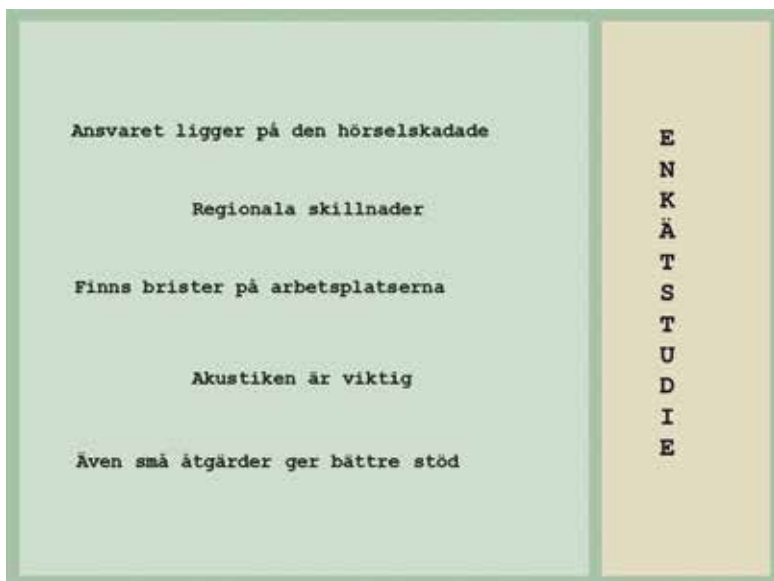 Ansvaret ligger på den hörselskadade
Regionala skillnader
Finns brister på arbetsplatserna
Akustiken är viktig
Även små åtgärder ger bättre stöd
E
N
K
Ä
T
S
T
U
D
I
E